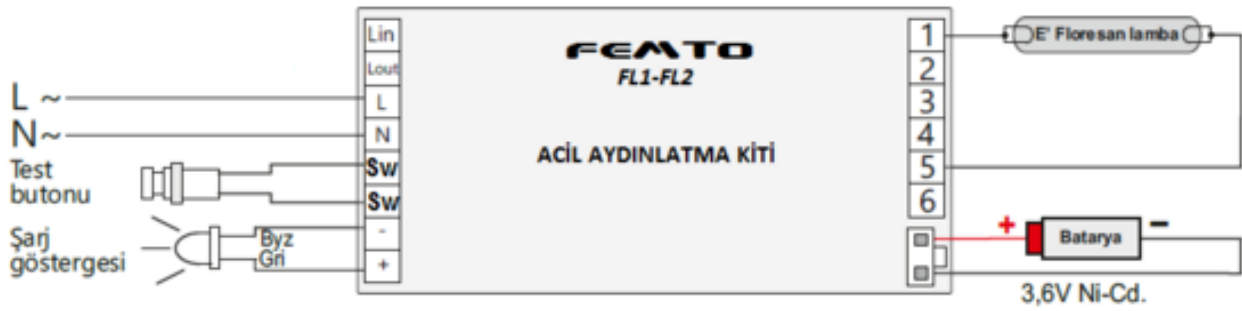 Lin
Lout
L
N
Sw
Sw
-
+
L ~
N~
Test
butonu
Şarj
göstergesi
Byz
Gri
FEMTO
FL1-FL2
ACİL AYDINLATMA KİTİ
1
2
3
4
5
6
E" Floresan lamba
+
Batarya
-
3,6V Ni-Cd.